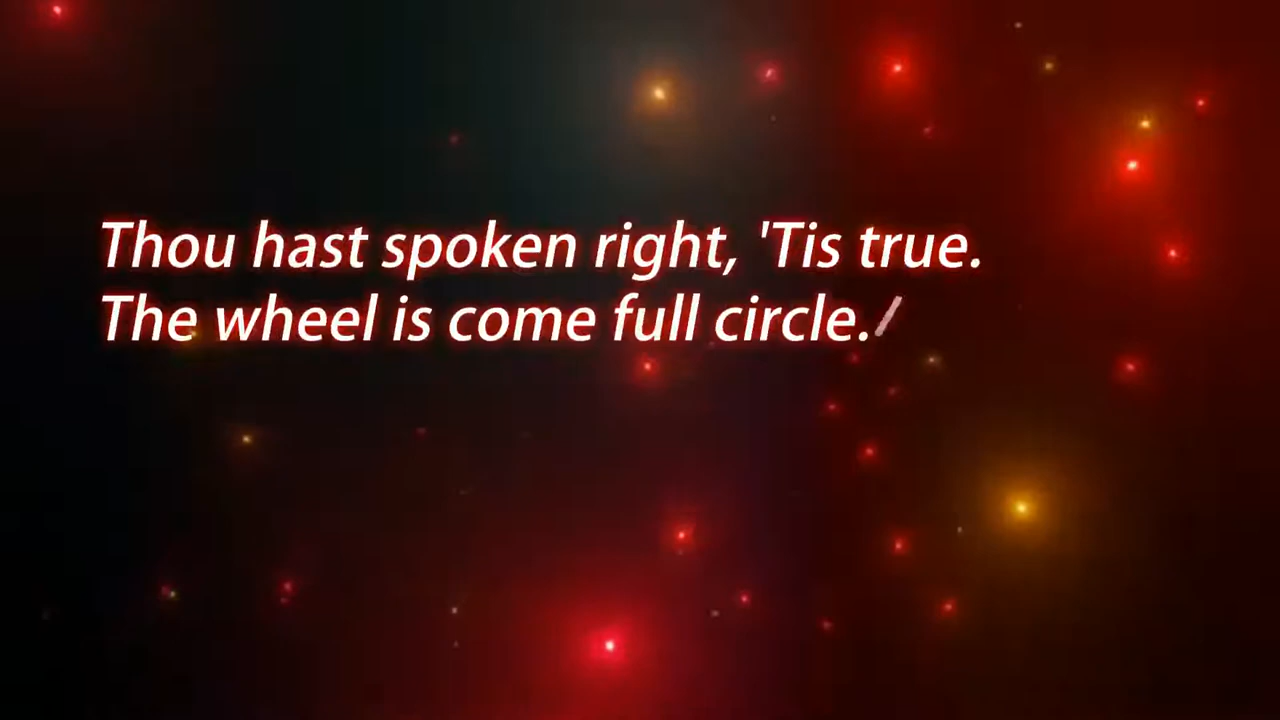 Thou hast spoken right, 'Tis true.
The wheel is come full circle./